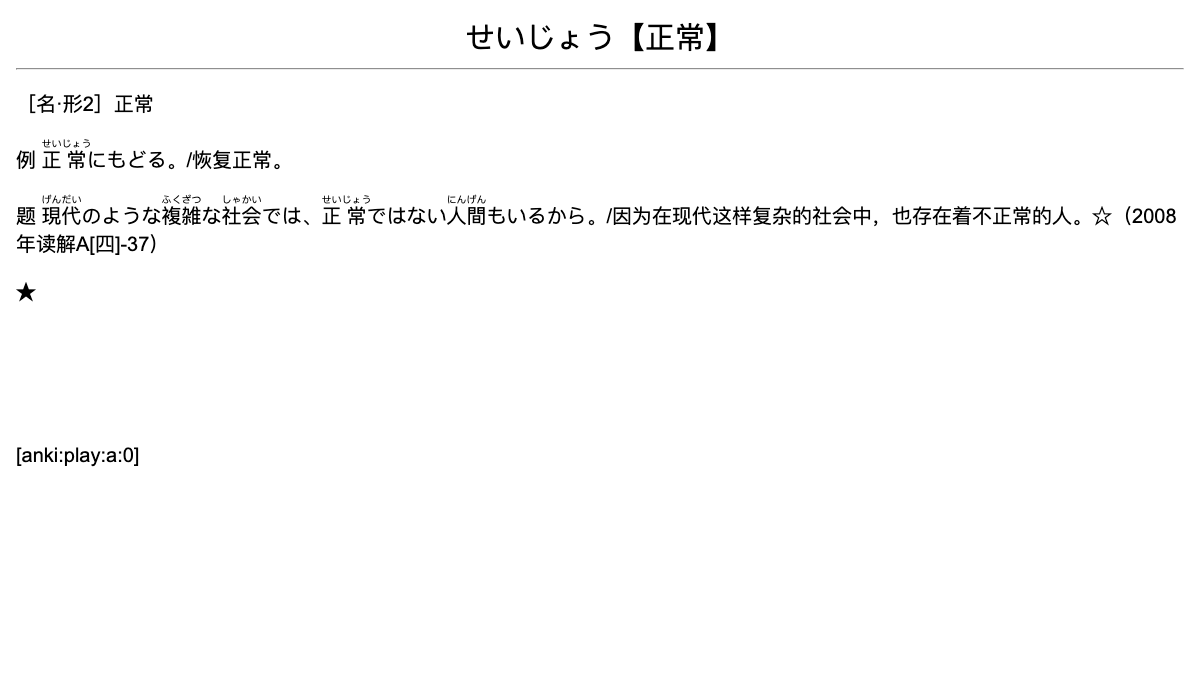 せいじょう【正常】
［名·形2］正常
せいじょう
例 正常にもどる。/恢复正常。
げんだい ふくざつ しゃかい せいじょう にんげん
题 現代のような複雑な社会では、正常ではない人間もいるから。/因为在现代这样复杂的社会中，也存在着不正常的人。☆（2008
年读解A[四]-37）
★
[anki:play:a:0]